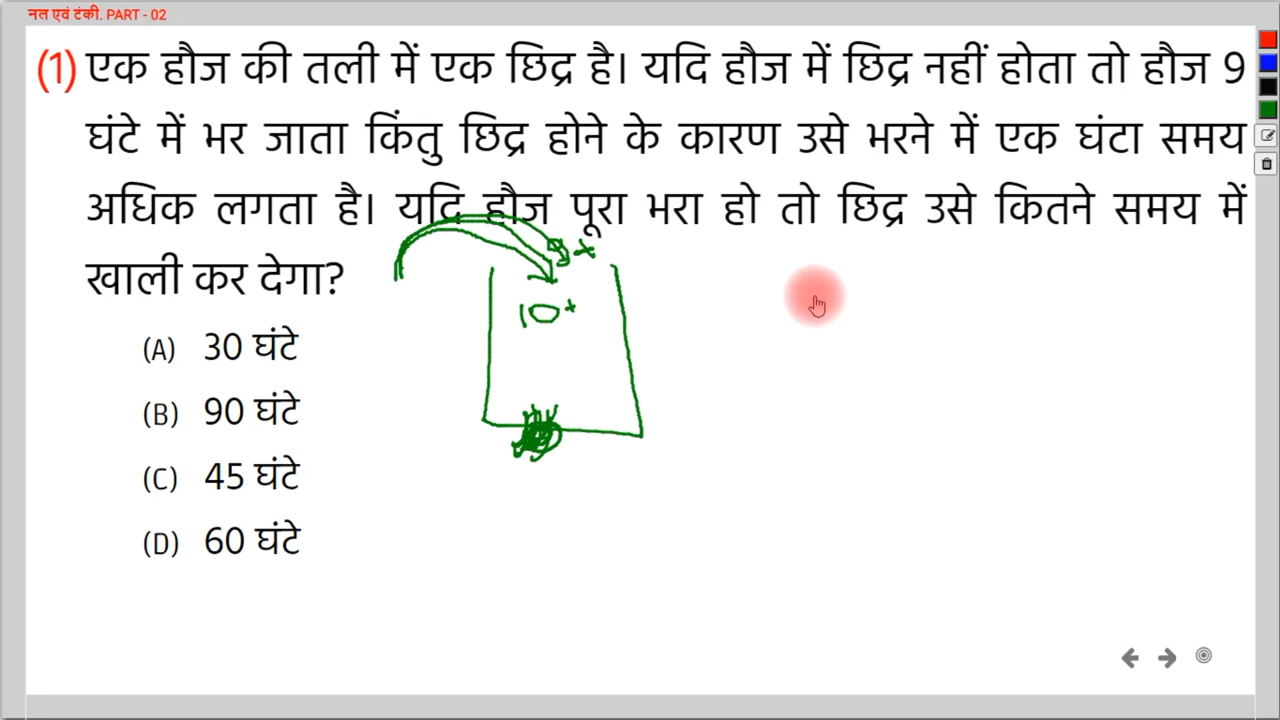 नल एवं टंकी. PART - 02
(1) एक हौज की तली में एक छिद्र है। यदि हौज में छिद्र नहीं होता तो हौज 9
घंटे में भर जाता किंतु छिद्र होने के कारण उसे भरने में एक घंटा समय
अधिक लगता है। यदि हौज पूरा भरा हो तो छिद्र उसे कितने समय में
खाली कर देगा?
10
(A) 30 घंटे
(B) 90 घंटे
(C) 45 घंटे
(D) 60 घंटे